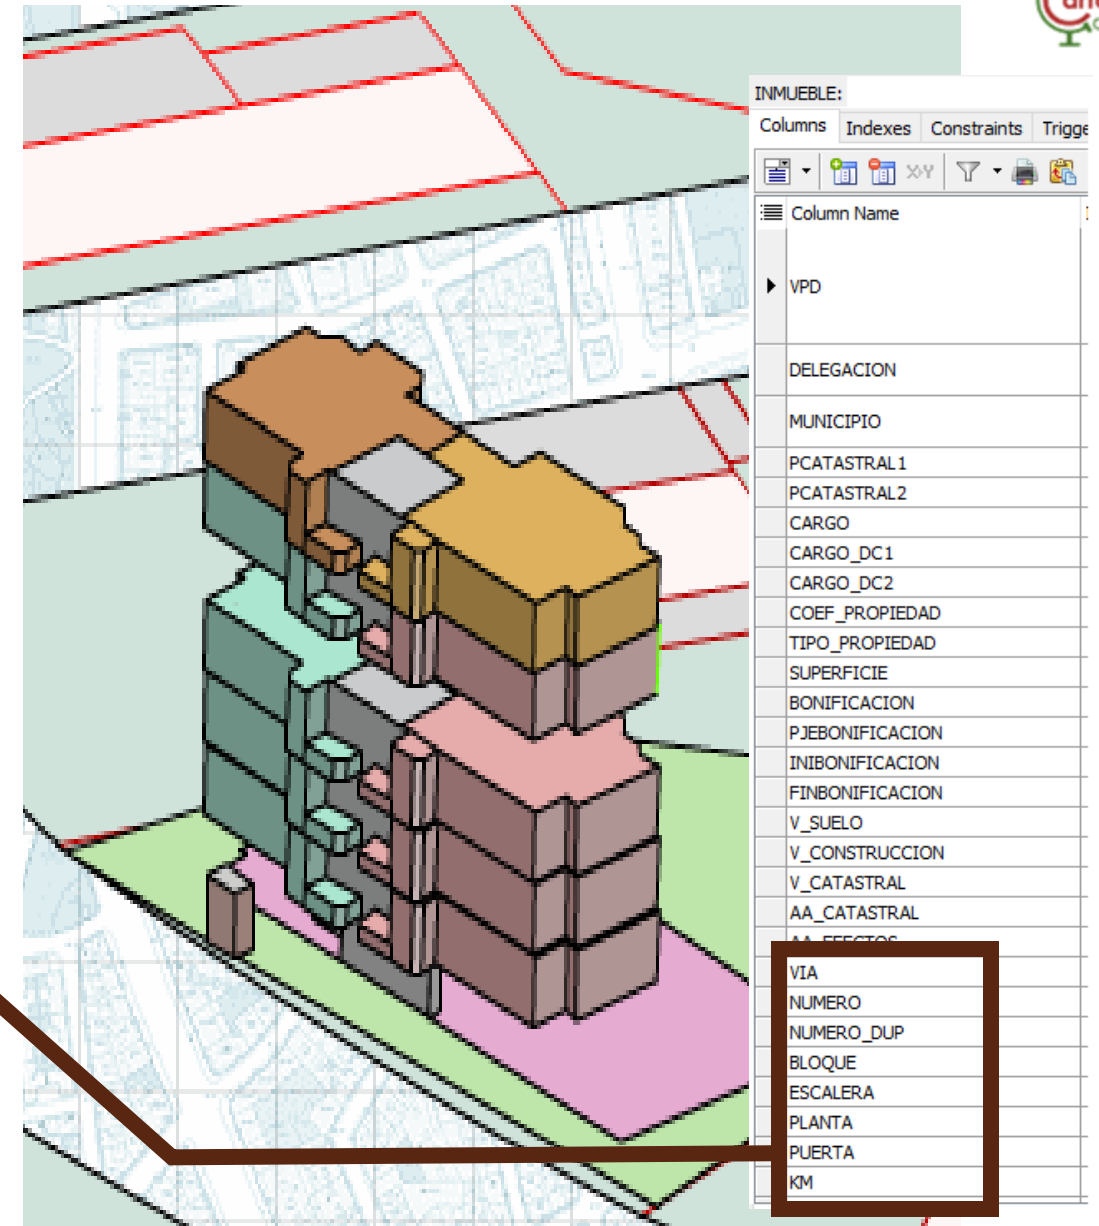 INMUEBLE:
Columns Indexes Constraints
Column Name
VPD
DELEGACION
MUNICIPIO
PCATASTRAL1
PCATASTRAL2
CARGO
CARGO_DC1
CARGO_DC2
COEF_PROPIEDAD
TIPO_PROPIEDAD
SUPERFICIE
BONIFICACION
PJEBONIFICACION
INIBONIFICACION
FINBONIFICACION
V_SUELO
V_CONSTRUCCION
V_CATASTRAL
AA_CATASTRAL
AA_EFECTOS
VIA
NUMERO
NUMERO_DUP
BLOQUE
ESCALERA
PLANTA
PUERTA
KM